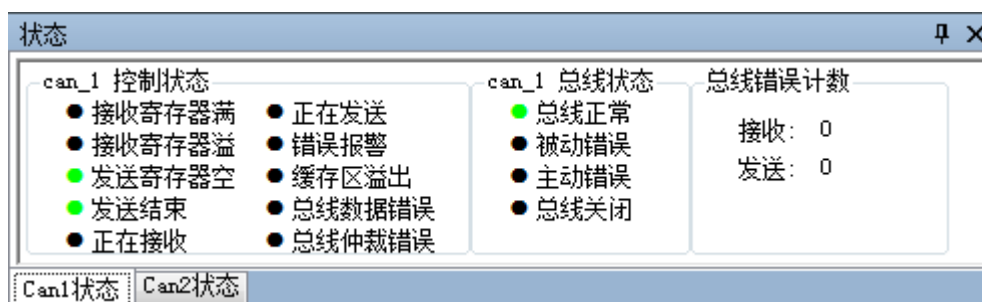 状态
can_1 控制状态
接收寄存器满
接收寄存器溢
发送寄存器空
发送结束
正在接收
正在发送
错误报警
缓存区溢出
总线数据错误
总线仲裁错误
can_1 总线状态
总线正常
被动错误
主动错误
总线关闭
总线错误计数
接收: 0
发送: 0
Can1状态 Can2状态